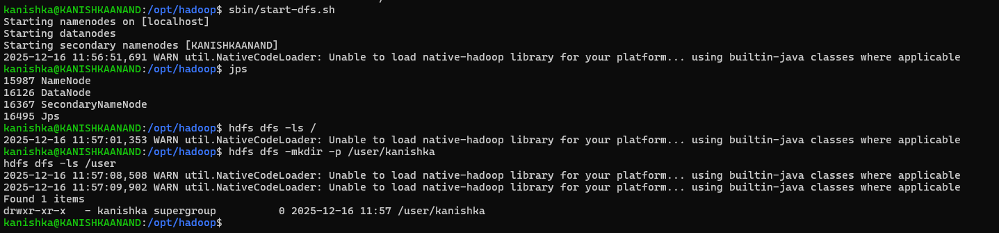 kanishka@KANISHKAANAND:/opt/hadoop$ sbin/start-dfs.sh
Starting namenodes on [localhost]
Starting datanodes
Starting secondary namenodes [KANISHKAANAND]
2025-12-16 11:56:51,691 WARN util.NativeCodeLoader: Unable to load native-hadoop library for your platform... using builtin-java classes where applicable
kanishka@KANISHKAANAND:/opt/hadoop$ jps
15987 NameNode
16126 DataNode
16367 SecondaryNameNode
16495 Jps
kanishka@KANISHKAANAND:/opt/hadoop$ hdfs dfs -ls /
2025-12-16 11:57:01,353 WARN util.NativeCodeLoader: Unable to load native-hadoop library for your platform... using builtin-java classes where applicable
kanishka@KANISHKAANAND:/opt/hadoop$ hdfs dfs -mkdir -p /user/kanishka
hdfs dfs -ls /user
2025-12-16 11:57:08,508 WARN util.NativeCodeLoader: Unable to load native-hadoop library for your platform... using builtin-java classes where applicable
2025-12-16 11:57:09,902 WARN util.NativeCodeLoader: Unable to load native-hadoop library for your platform... using builtin-java classes where applicable
Found 1 items
drwxr-xr-x   - kanishka supergroup          0 2025-12-16 11:57 /user/kanishka
kanishka@KANISHKAANAND:/opt/hadoop$